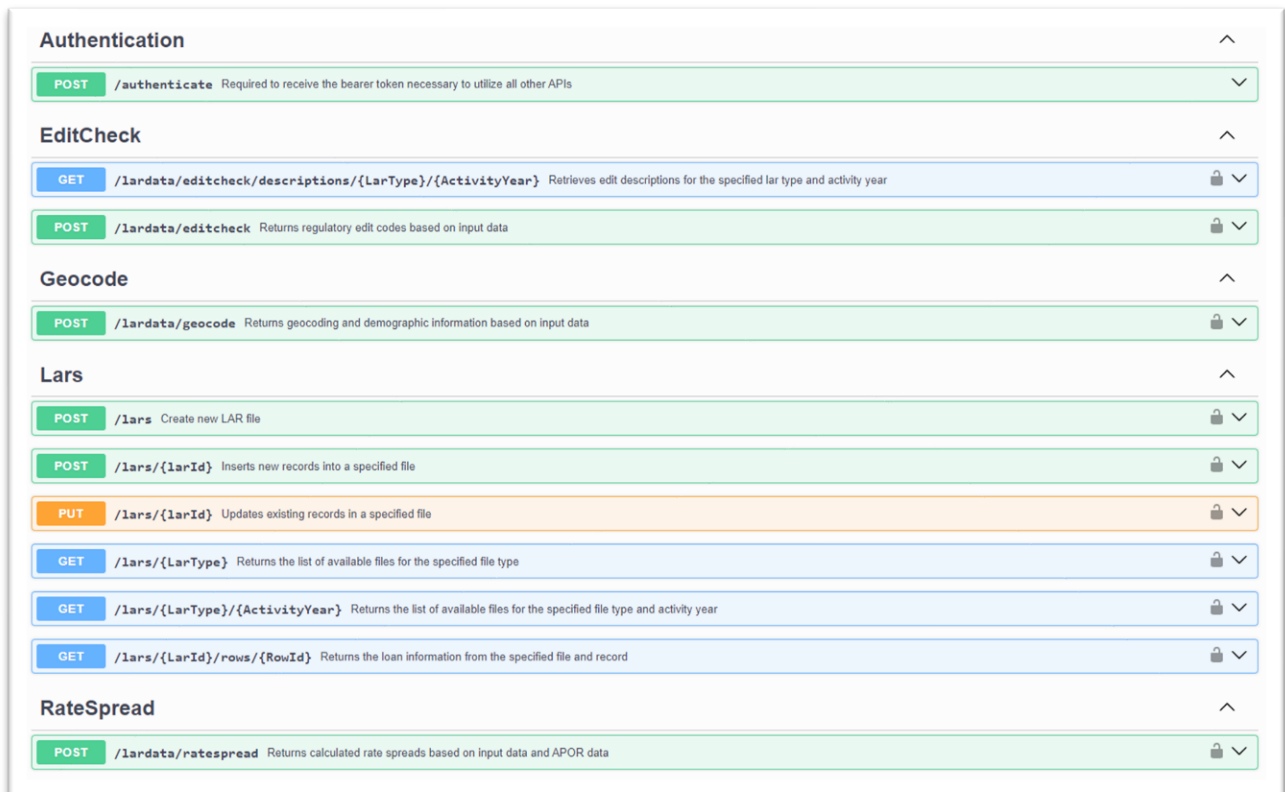 Authentication
POST /authenticate Required to receive the bearer token necessary to utilize all other APIs
EditCheck
GET /lardata/editcheck/descriptions/{LarType}/{ActivityYear} Retrieves edit descriptions for the specified lar type and activity year
POST /lardata/editcheck Returns regulatory edit codes based on input data
Geocode
POST /lardata/geocode Returns geocoding and demographic information based on input data
Lars
POST /lars Create new LAR file
POST /lars/{larId} Inserts new records into a specified file
PUT /lars/{larId} Updates existing records in a specified file
GET /lars/{LarType} Returns the list of available files for the specified file type
GET /lars/{LarType}/{ActivityYear} Returns the list of available files for the specified file type and activity year
GET /lars/{LarId}/rows/{RowId} Returns the loan information from the specified file and record
RateSpread
POST /lardata/ratespread Returns calculated rate spreads based on input data and APOR data